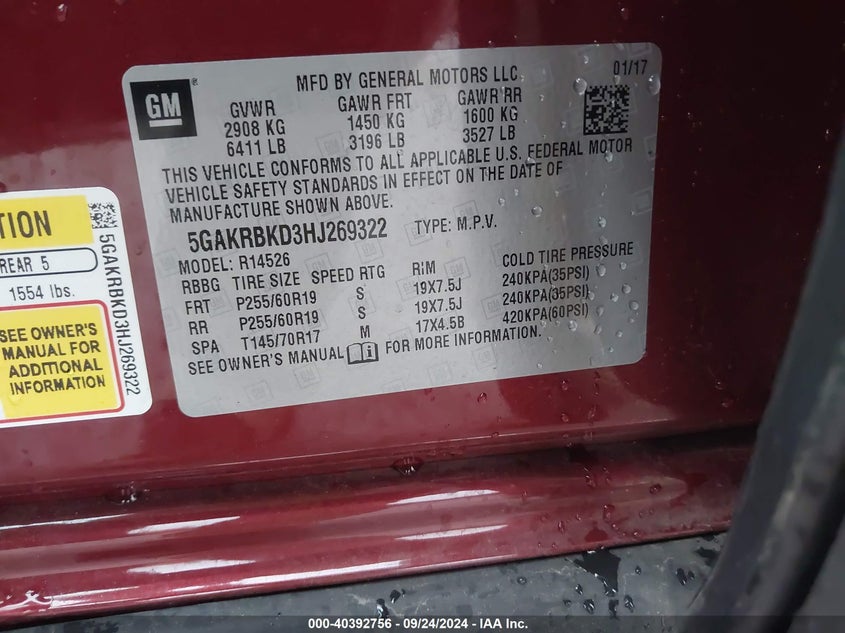 MFD BY GENERAL MOTORS LLC 01/17
GM
GVWR GAWR FRT GAWR RR
2908 KG 1450 KG 1600 KG
6411 LB 3196 LB 3527 LB
THIS VEHICLE CONFORMS TO ALL APPLICABLE U.S. FEDERAL MOTOR
VEHICLE SAFETY STANDARDS IN EFFECT ON THE DATE OF
MANUFACTURE SHOWN ABOVE.
5GAKRBKD3HJ269322 TYPE: M.P.V.
MODEL: R14526
RBBG TIRE SIZE SPEED RTG RIM COLD TIRE PRESSURE
FRT P255/60R19 S 19X7.5J 240KPA(35PSI)
RR P255/60R19 S 19X7.5J 240KPA(35PSI)
SPA T145/70R17 M 17X4.5B 420KPA(60PSI)
SEE OWNER'S MANUAL FOR MORE INFORMATION.
REAR 5
1554 lbs.
SEE OWNER'S
MANUAL FOR
ADDITIONAL
INFORMATION
5GAKRBKD3HJ269322
000-40392756 - 09/24/2024 - IAA Inc.